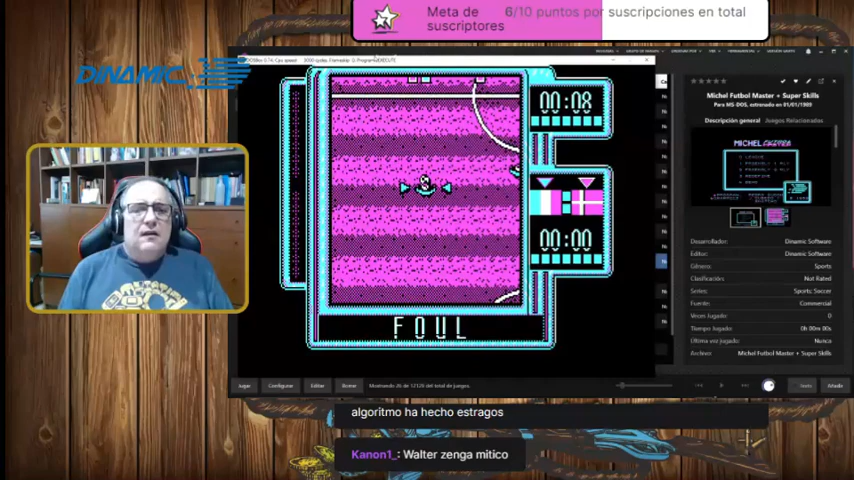 Meta de
suscriptores
6/10 puntos por suscripciones en total
DINAMIC
00:08
00:00
FOUL
Michel Futbol Master + Super Skills
Para MS-DOS, estrenado en 01/01/1989
Descripción general
Juegos Relacionados
MICHEL
Desarrollador:
Dinamic Software
Editor:
Dinamic Software
Género:
Sports
Clasificación:
Not Rated
Series:
Sports: Soccer
Fuente:
Commercial
Veces Jugado:
0
Tiempo Jugado:
0h 00m 00s
Última vez jugado:
Nunca
Archivo:
Michel Futbol Master + Super Skills
Jugar
Configurar
Editar
Borrar
Mostrando 26 de 12126 del total de juegos.
algoritmo ha hecho estragos
Kanon1_: Walter zenga mitico